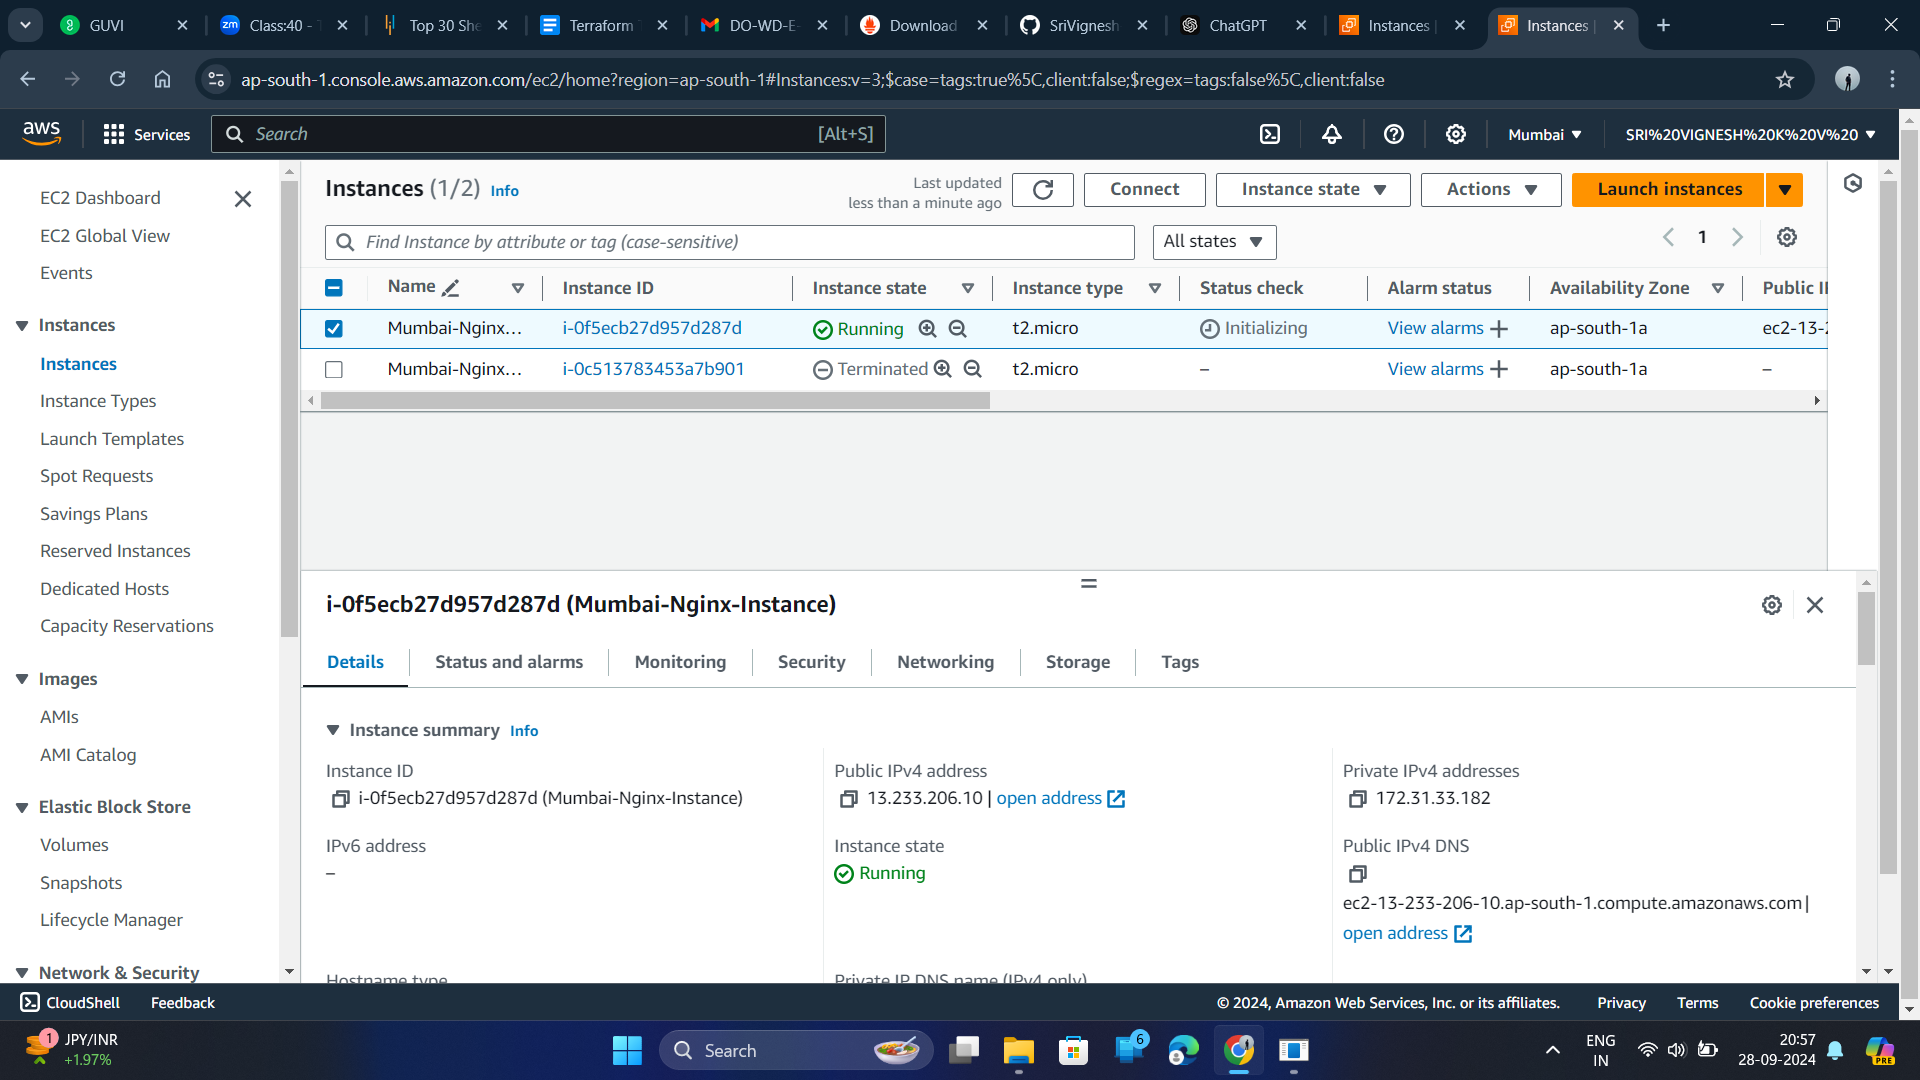 GUVI
zm Class:40 - T
Top 30 She
Terraform
DO-WD-E-
Download
SriVignesh
ChatGPT
Instances |
Instances |
ap-south-1.console.aws.amazon.com/ec2/home?region=ap-south-1#Instances:v=3;$case=tags:true%5C,client:false;$regex=tags:false%5C,client:false
aws
Services
Search
[Alt+S]
Mumbai
SRI%20VIGNESH%20K%20V%20
EC2 Dashboard
EC2 Global View
Events
Instances
Instances
Instance Types
Launch Templates
Spot Requests
Savings Plans
Reserved Instances
Dedicated Hosts
Capacity Reservations
Images
AMIs
AMI Catalog
Elastic Block Store
Volumes
Snapshots
Lifecycle Manager
Network & Security
Instances (1/2) Info
Last updated
less than a minute ago
Connect
Instance state
Actions
Launch instances
Find Instance by attribute or tag (case-sensitive)
All states
1
Name Instance ID Instance state Instance type Status check Alarm status Availability Zone Public I
Mumbai-Nginx... i-0f5ecb27d957d287d Running t2.micro Initializing View alarms ap-south-1a ec2-13-2
Mumbai-Nginx... i-0c513783453a7b901 Terminated t2.micro – View alarms ap-south-1a –
i-0f5ecb27d957d287d (Mumbai-Nginx-Instance)
Details Status and alarms Monitoring Security Networking Storage Tags
Instance summary Info
Instance ID
i-0f5ecb27d957d287d (Mumbai-Nginx-Instance)
Public IPv4 address
13.233.206.10 | open address
Private IPv4 addresses
172.31.33.182
IPv6 address
–
Instance state
Running
Public IPv4 DNS
ec2-13-233-206-10.ap-south-1.compute.amazonaws.com |
open address
Hostname type
Private IP DNS name (IPv4 only)
CloudShell Feedback
© 2024, Amazon Web Services, Inc. or its affiliates. Privacy Terms Cookie preferences
1
JPY/INR
+1.97%
Search
6
ENG
IN
20:57
28-09-2024
PRE